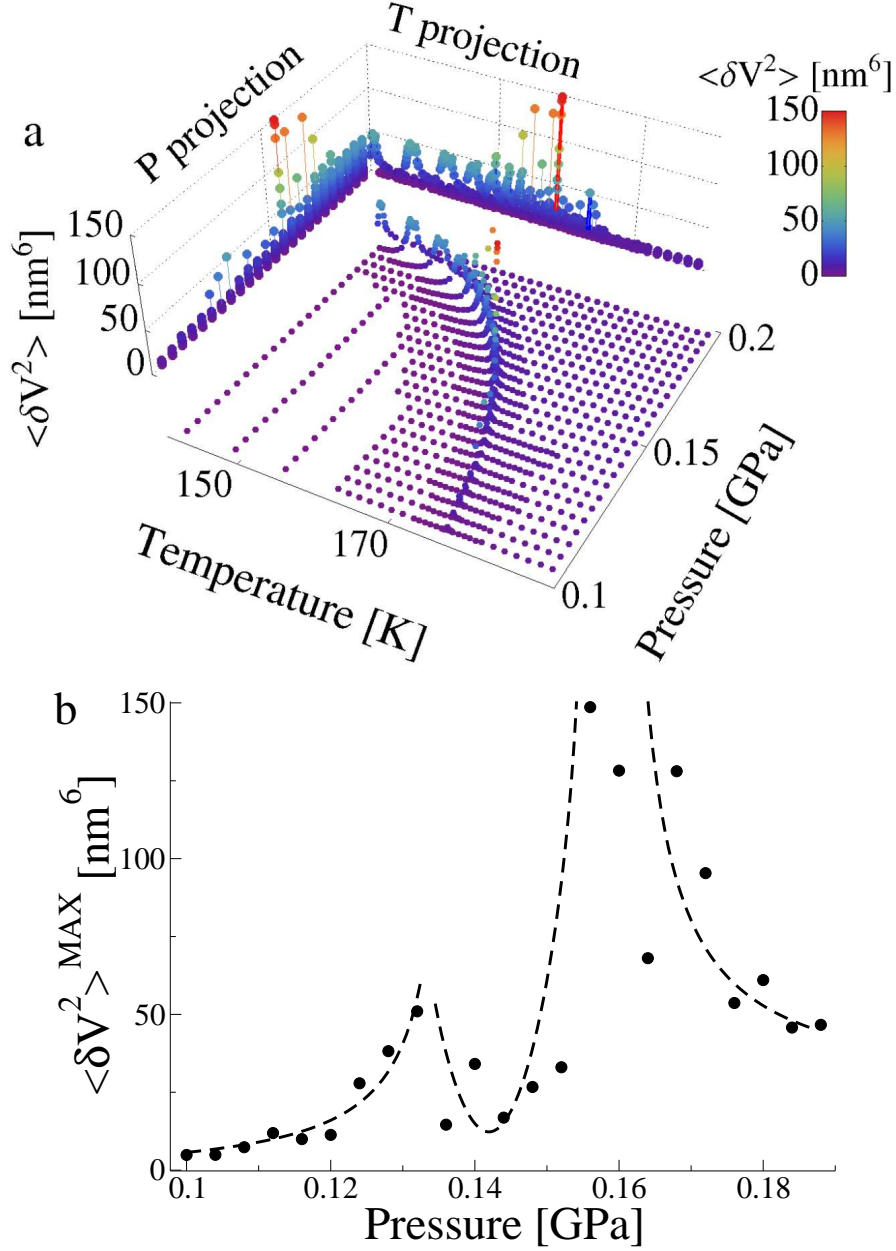 T projection
<δV²> [nm⁶]
a
P projection
150
100
50
0
150
100
50
0
<δV²> [nm⁶]
0.2
0.15
0.1
150
170
Temperature [K]
Pressure [GPa]
b
150
100
50
0
<δV²>ᴹᴬˣ [nm⁶]
0.1 0.12 0.14 0.16 0.18
Pressure [GPa]